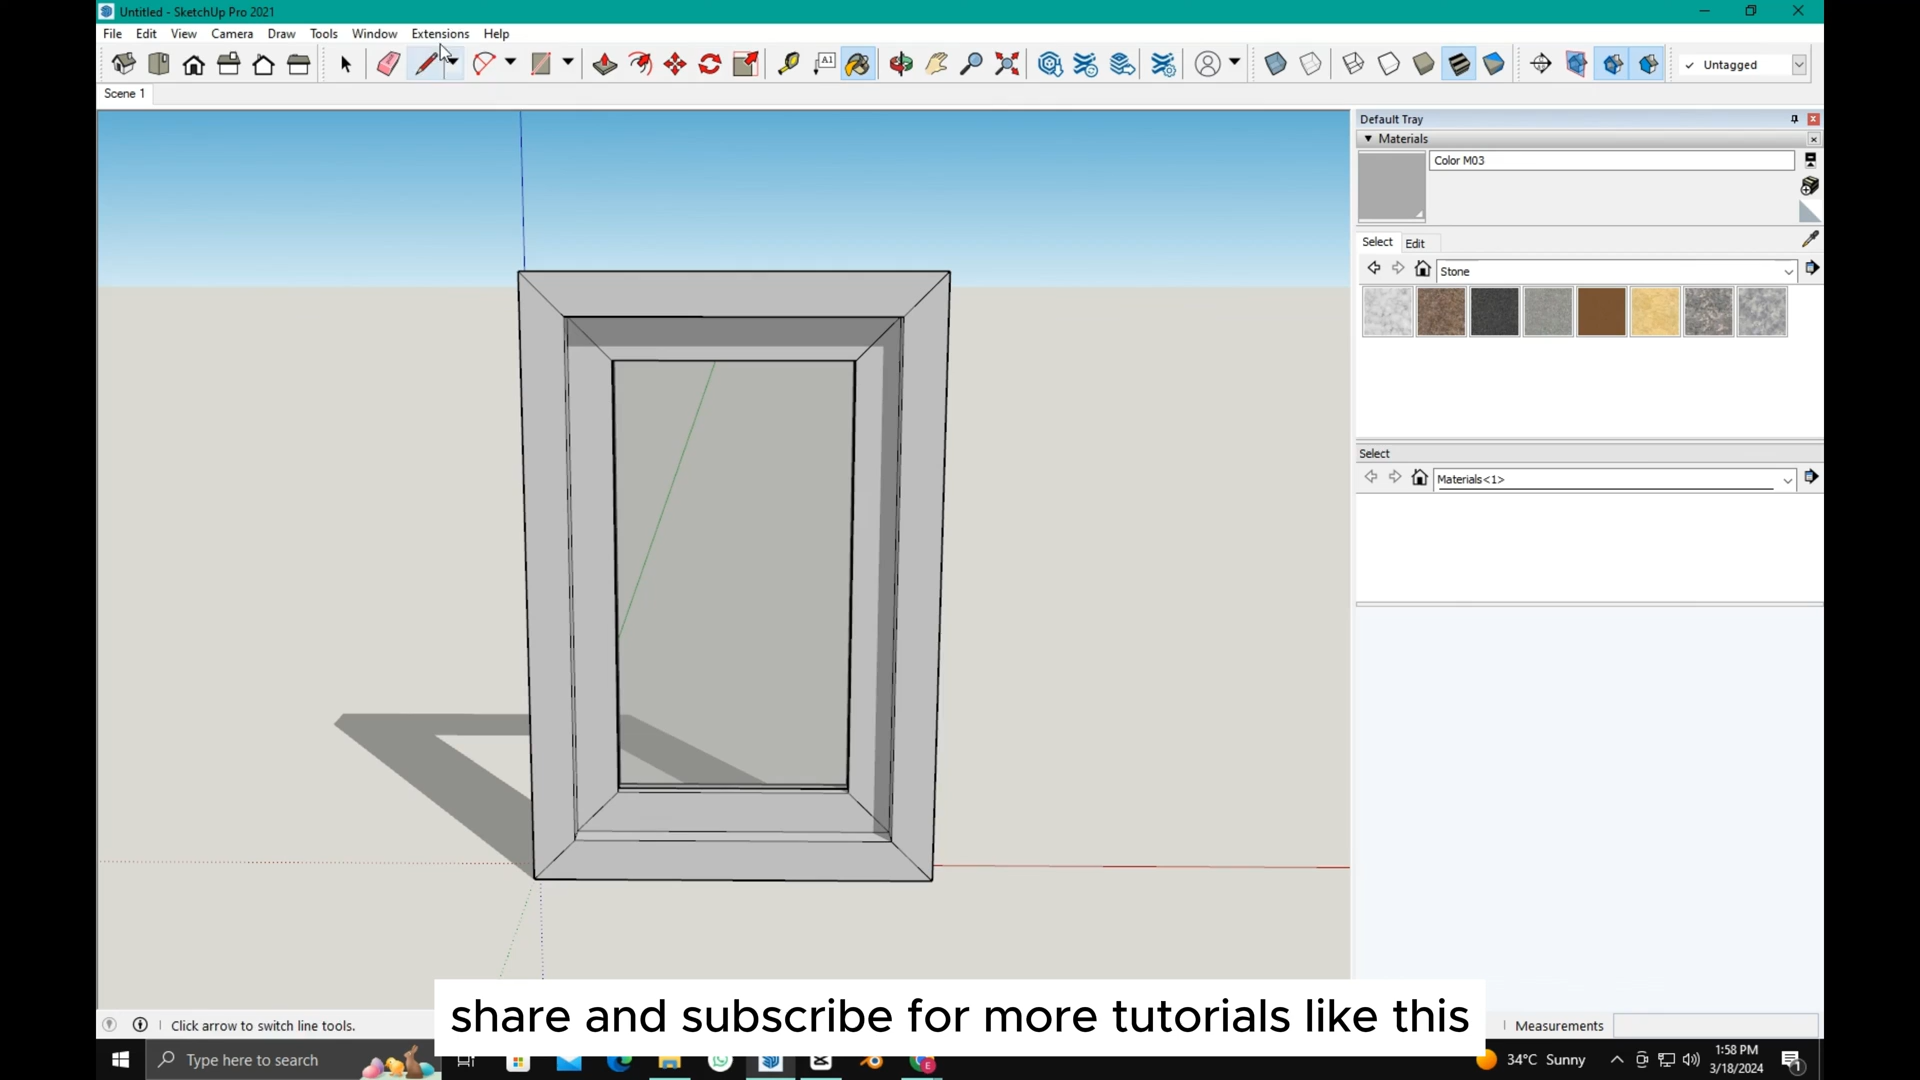 Untitled - SketchUp Pro 2021
File Edit View Camera Draw Tools Window Extensions Help
A1
Untagged
Scene 1
Default Tray
Materials
Color M03
Select Edit
Stone
Select
Materials<1>
share and subscribe for more tutorials like this
Click arrow to switch line tools.
Measurements
Type here to search
34°C Sunny
1:58 PM
3/18/2024
1